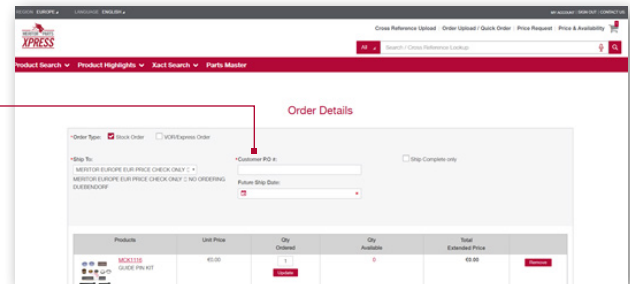 REGION EUROPE LANGUAGE ENGLISH MY ACCOUNT | SIGN OUT | CONTACT US
Cross Reference Upload Order Upload / Quick Order Price Request Price & Availability
MERITOR PARTS
XPRESS
All Search / Cross Reference Lookup
Product Search Product Highlights Xact Search Parts Master
Order Details
*Order Type: Stock Order VOR/Express Order
*Ship To: *Customer P.O #: Ship Complete only
MERITOR EUROPE EUR PRICE CHECK ONLY
MERITOR EUROPE EUR PRICE CHECK ONLY :: NO ORDERING Future Ship Date:
DUEBENDORF
Products Unit Price Qty Ordered Qty Available Total Extended Price
MCK1116 €0.00 1 0 €0.00 Remove
GUIDE PIN KIT
Update